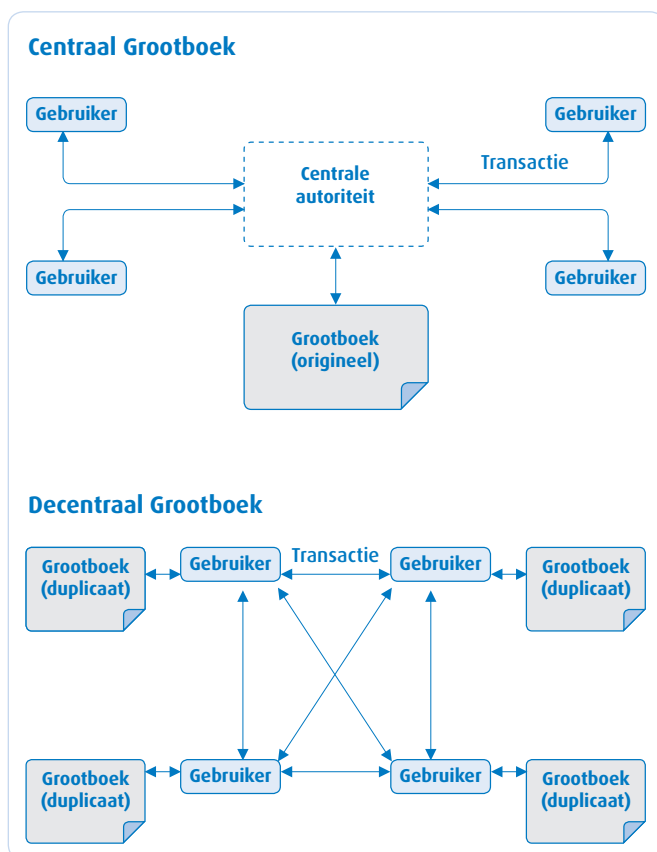 Centraal Grootboek
Gebruiker
Gebruiker
Transactie
Centrale
autoriteit
Gebruiker
Gebruiker
Grootboek
(origineel)
Decentraal Grootboek
Grootboek
(duplicaat)
Gebruiker
Transactie
Gebruiker
Grootboek
(duplicaat)
Grootboek
(duplicaat)
Gebruiker
Gebruiker
Grootboek
(duplicaat)